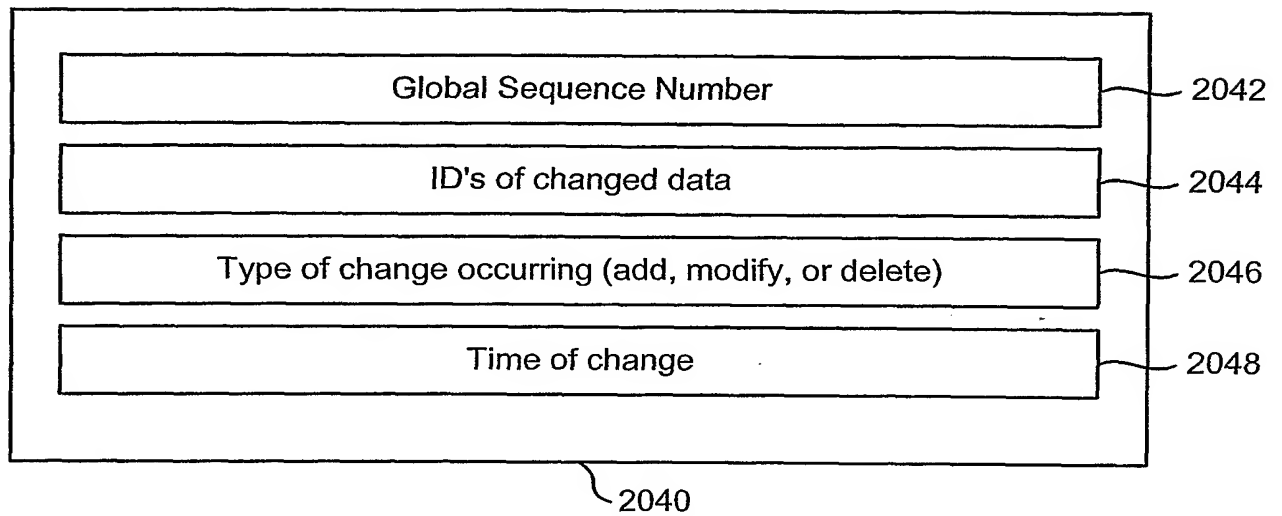 Global Sequence Number 2042
ID's of changed data 2044
Type of change occurring (add, modify, or delete) 2046
Time of change 2048
2040